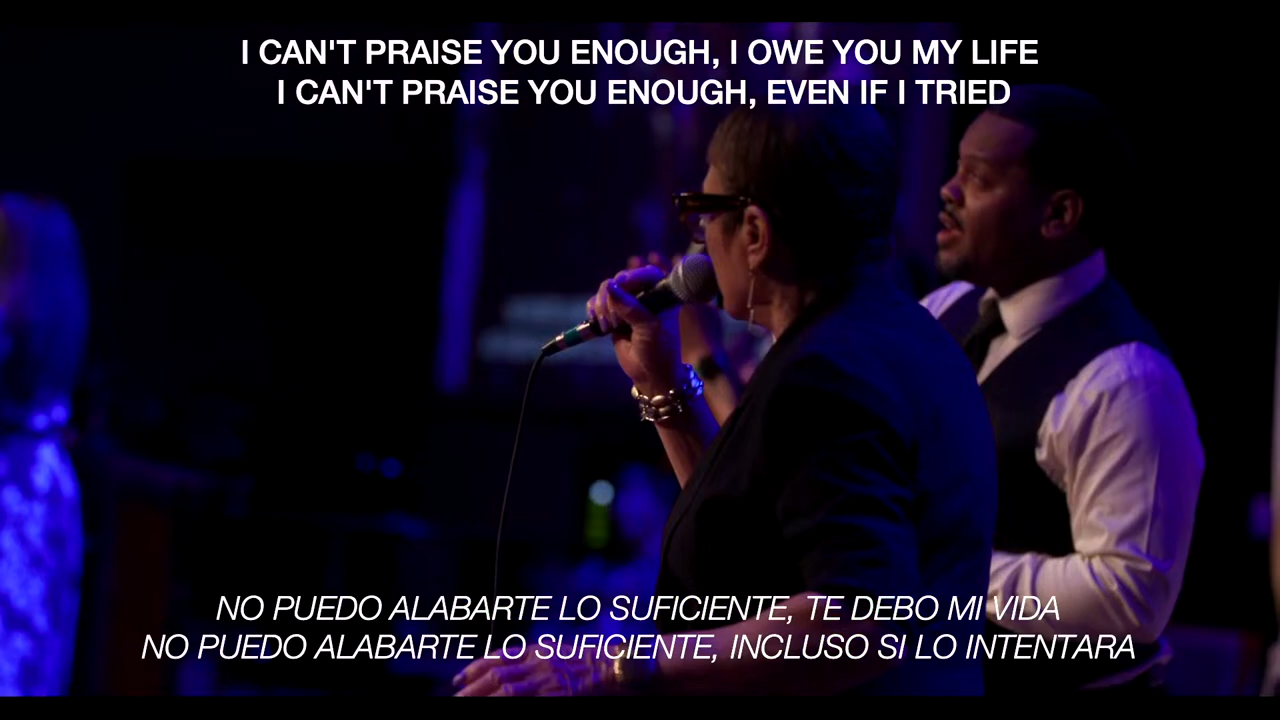 I CAN'T PRAISE YOU ENOUGH, I OWE YOU MY LIFE
I CAN'T PRAISE YOU ENOUGH, EVEN IF I TRIED
NO PUEDO ALABARTE LO SUFICIENTE, TE DEBO MI VIDA
NO PUEDO ALABARTE LO SUFICIENTE, INCLUSO SI LO INTENTARA